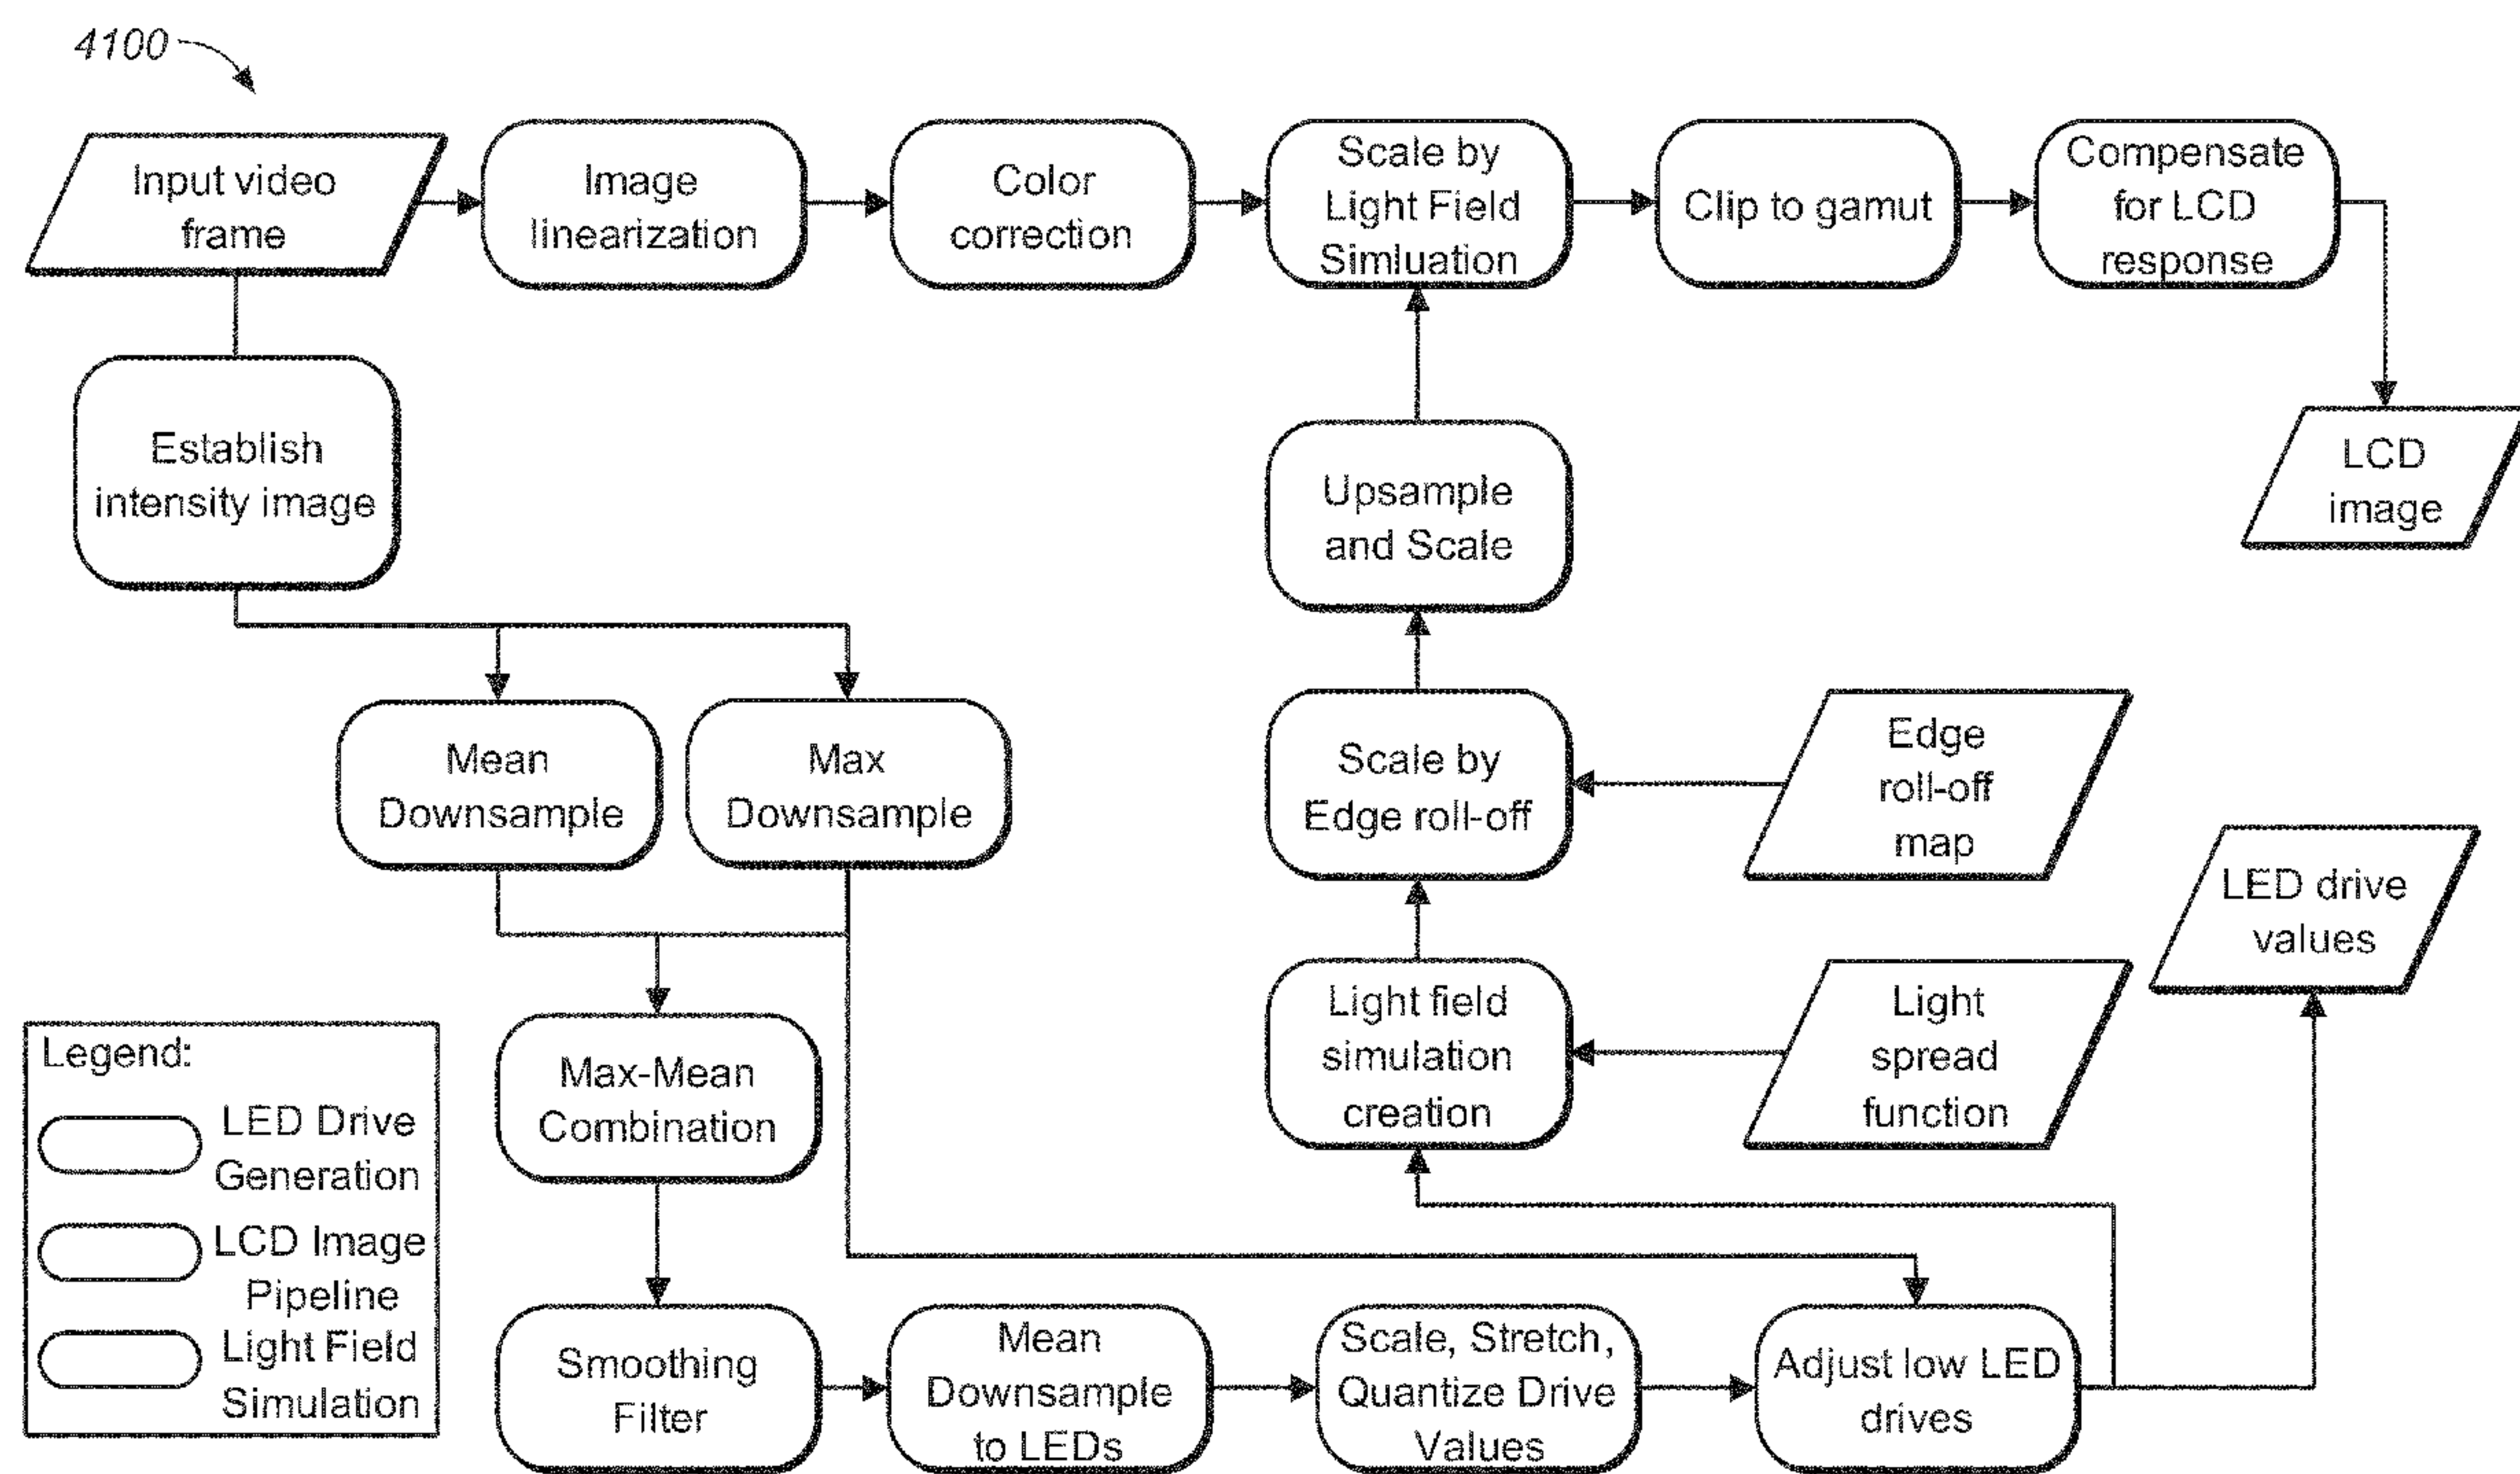 4100
Input video
frame
Image
linearization
Color
correction
Scale by
Light Field
Simluation
Clip to gamut
Compensate
for LCD
response
Establish
intensity image
Upsample
and Scale
LCD
image
Mean
Downsample
Max
Downsample
Scale by
Edge roll-off
Edge
roll-off
map
LED drive
values
Max-Mean
Combination
Light field
simulation
creation
Light
spread
function
Legend:
LED Drive
Generation
LCD Image
Pipeline
Light Field
Simulation
Smoothing
Filter
Mean
Downsample
to LEDs
Scale, Stretch,
Quantize Drive
Values
Adjust low LED
drives